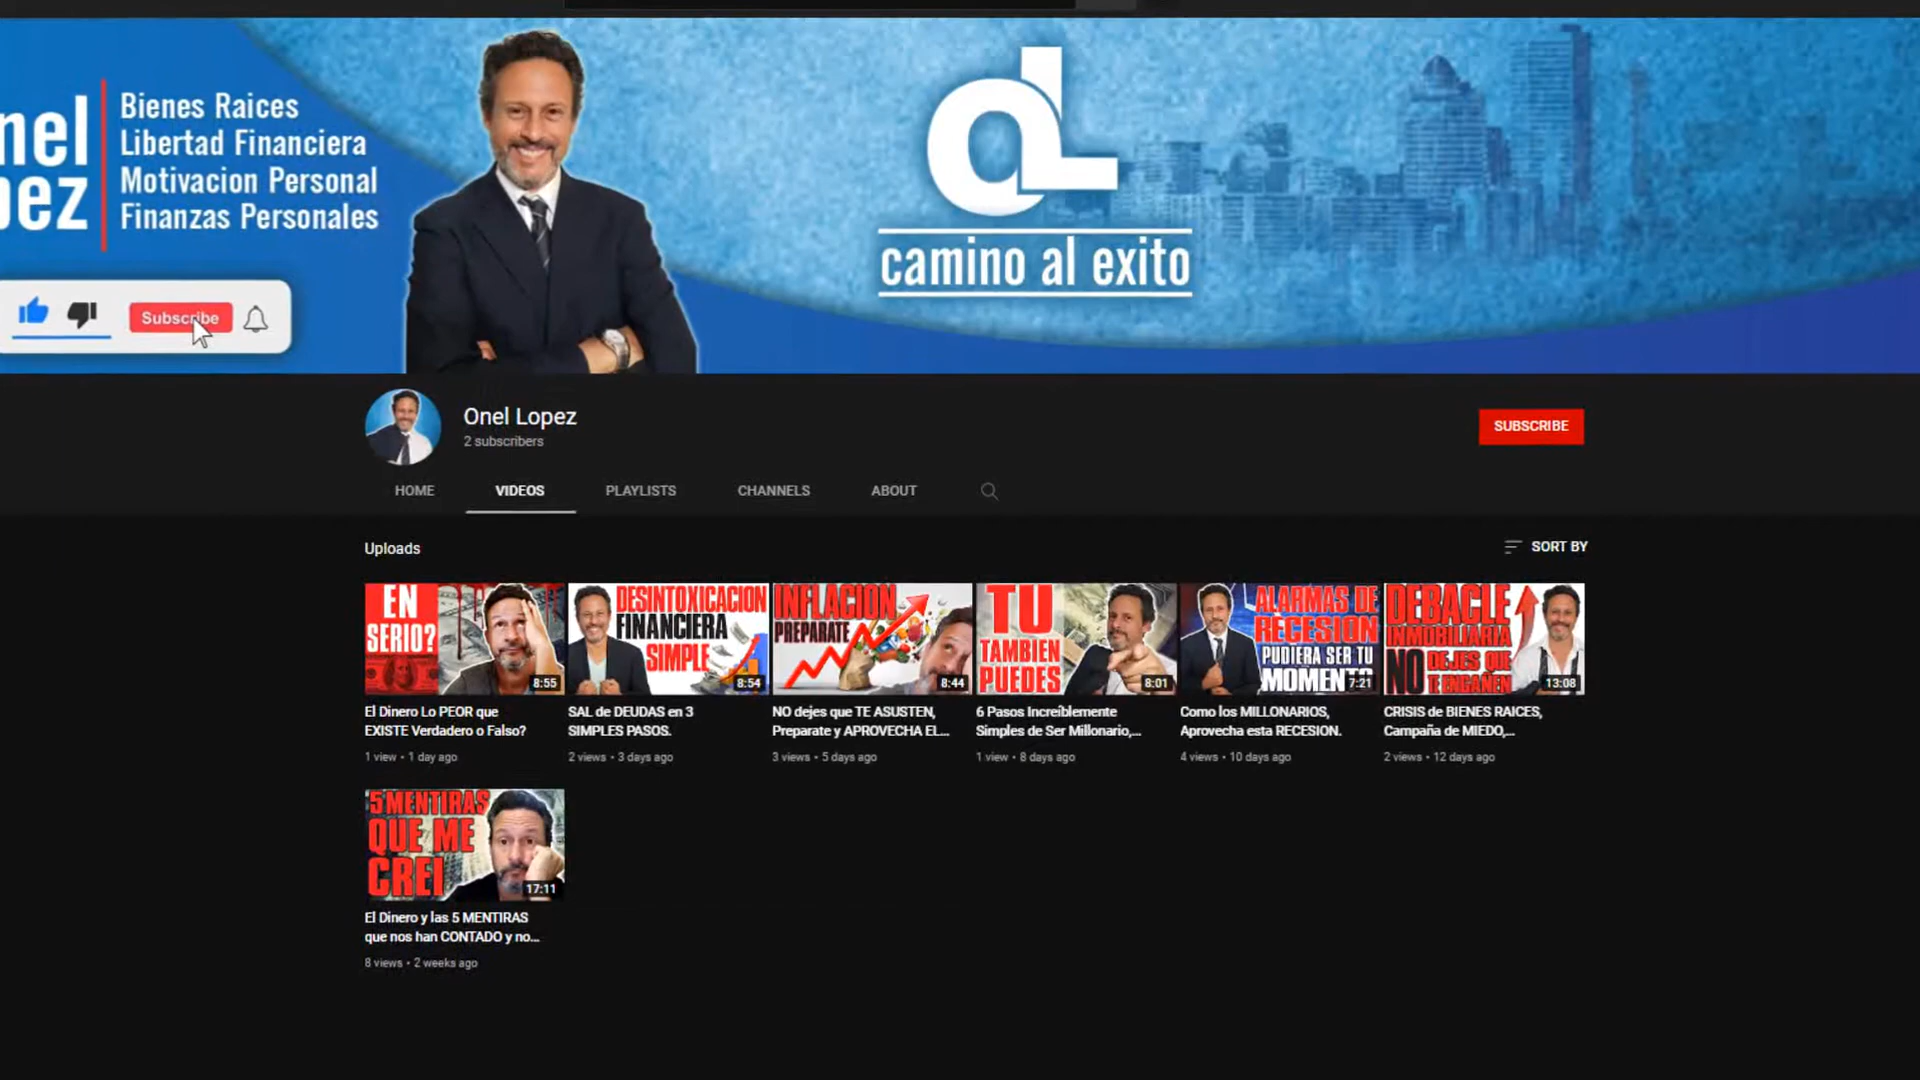 nel
pez
Bienes Raices
Libertad Financiera
Motivacion Personal
Finanzas Personales
Subscribe
OL
camino al exito
Onel Lopez
2 subscribers
SUBSCRIBE
HOME
VIDEOS
PLAYLISTS
CHANNELS
ABOUT
Uploads
SORT BY
EN
SERIO?
8:55
El Dinero Lo PEOR que
EXISTE Verdadero o Falso?
1 view • 1 day ago
DESINTOXICACION
FINANCIERA
SIMPLE
8:54
SAL de DEUDAS en 3
SIMPLES PASOS.
2 views • 3 days ago
INFLACION
PREPARATE
8:44
NO dejes que TE ASUSTEN,
Preparate y APROVECHA EL...
3 views • 5 days ago
TU
TAMBIEN
PUEDES
8:01
6 Pasos Increíblemente
Simples de Ser Millonario,...
1 view • 8 days ago
ALARMAS DE
RECESION
PUDIERA SER TU
MOMENTO
7:21
Como los MILLONARIOS,
Aprovecha esta RECESION.
4 views • 10 days ago
DEBACLE
INMOBILIARIA
NO DEJES QUE
TE ENGAÑEN
13:08
CRISIS de BIENES RAICES,
Campaña de MIEDO,...
2 views • 12 days ago
5 MENTIRAS
QUE ME
CREI
17:11
El Dinero y las 5 MENTIRAS
que nos han CONTADO y no...
8 views • 2 weeks ago